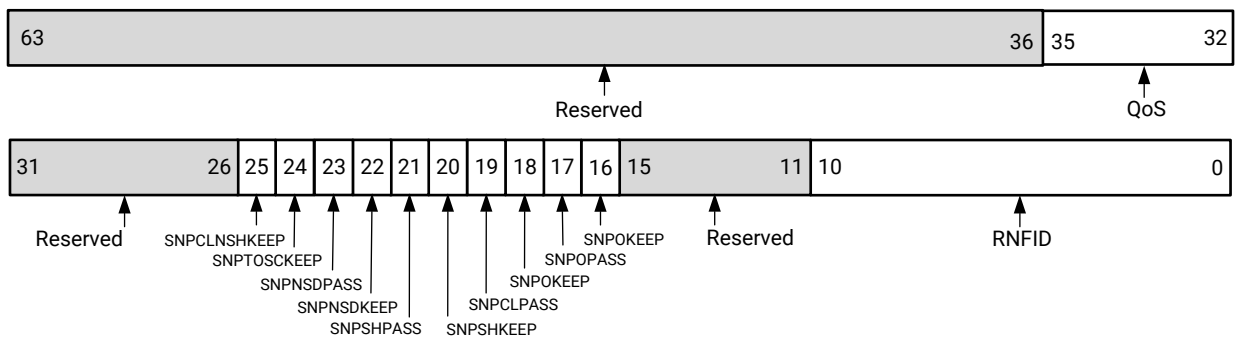 63 36 35 32
Reserved QoS
31 26 25 24 23 22 21 20 19 18 17 16 15 11 10 0
Reserved SNPCLNSHKEEP SNPOKEEP Reserved RNFID
SNPTOSCKEEP SNPOPASS
SNPNSDPASS SNPOKEEP
SNPNSDKEEP SNPCLPASS
SNPSHPASS SNPSHKEEP